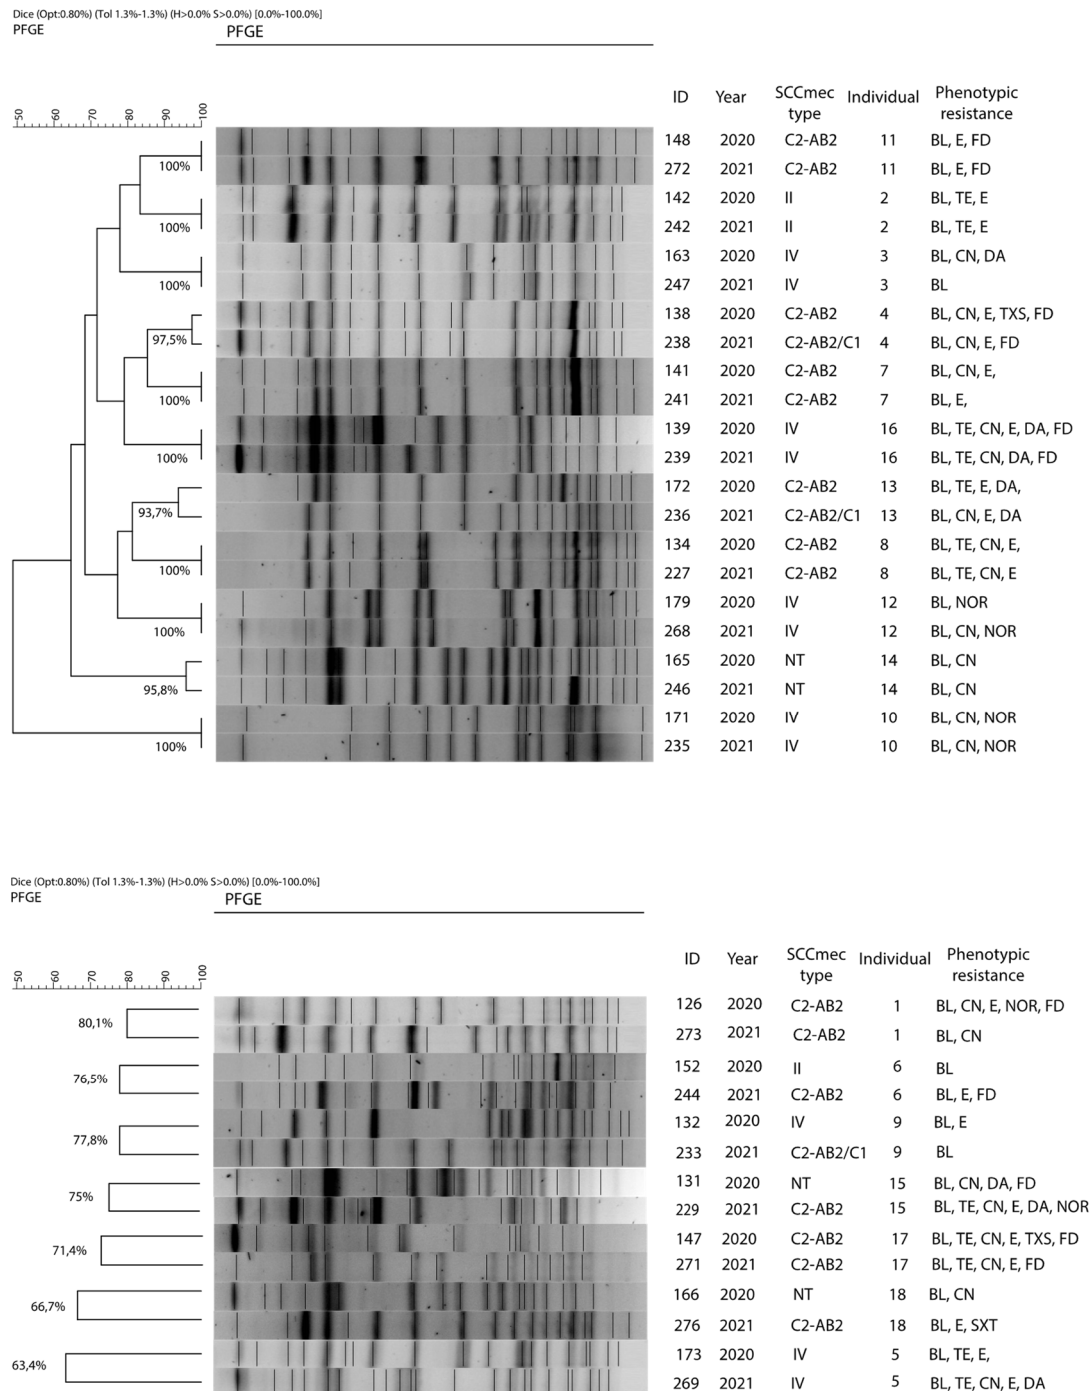 Dice (Opt:0.80%) (Tol 1.3%-1.3%) (H>0.0% S>0.0%) [0.0%-100.0%]
PFGE PFGE
50 60 70 80 90 100
ID Year SCCmec type Individual Phenotypic resistance
148 2020 C2-AB2 11 BL, E, FD
100%
272 2021 C2-AB2 11 BL, E, FD
142 2020 II 2 BL, TE, E
100%
242 2021 II 2 BL, TE, E
163 2020 IV 3 BL, CN, DA
100%
247 2021 IV 3 BL
138 2020 C2-AB2 4 BL, CN, E, TXS, FD
97,5%
238 2021 C2-AB2/C1 4 BL, CN, E, FD
141 2020 C2-AB2 7 BL, CN, E,
100%
241 2021 C2-AB2 7 BL, E,
139 2020 IV 16 BL, TE, CN, E, DA, FD
100%
239 2021 IV 16 BL, TE, CN, DA, FD
172 2020 C2-AB2 13 BL, TE, E, DA,
93,7%
236 2021 C2-AB2/C1 13 BL, CN, E, DA
134 2020 C2-AB2 8 BL, TE, CN, E,
100%
227 2021 C2-AB2 8 BL, TE, CN, E
179 2020 IV 12 BL, NOR
100%
268 2021 IV 12 BL, CN, NOR
165 2020 NT 14 BL, CN
95,8%
246 2021 NT 14 BL, CN
171 2020 IV 10 BL, CN, NOR
100%
235 2021 IV 10 BL, CN, NOR
Dice (Opt:0.80%) (Tol 1.3%-1.3%) (H>0.0% S>0.0%) [0.0%-100.0%]
PFGE PFGE
50 60 70 80 90 100
ID Year SCCmec type Individual Phenotypic resistance
126 2020 C2-AB2 1 BL, CN, E, NOR, FD
80,1%
273 2021 C2-AB2 1 BL, CN
152 2020 II 6 BL
76,5%
244 2021 C2-AB2 6 BL, E, FD
132 2020 IV 9 BL, E
77,8%
233 2021 C2-AB2/C1 9 BL
131 2020 NT 15 BL, CN, DA, FD
75%
229 2021 C2-AB2 15 BL, TE, CN, E, DA, NOR
147 2020 C2-AB2 17 BL, TE, CN, E, TXS, FD
71,4%
271 2021 C2-AB2 17 BL, TE, CN, E, FD
166 2020 NT 18 BL, CN
66,7%
276 2021 C2-AB2 18 BL, E, SXT
173 2020 IV 5 BL, TE, E,
63,4%
269 2021 IV 5 BL, TE, CN, E, DA